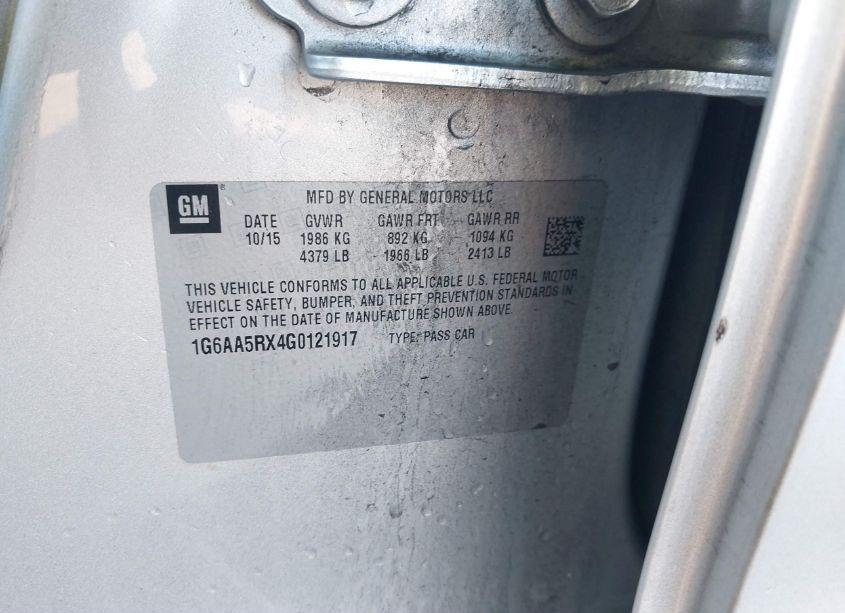 GM ® MFD BY GENERAL MOTORS LLC
DATE GVWR GAWR FRT GAWR RR
10/15 1986 KG 892 KG 1094 KG
4379 LB 1966 LB 2413 LB
THIS VEHICLE CONFORMS TO ALL APPLICABLE U.S. FEDERAL MOTOR
VEHICLE SAFETY, BUMPER, AND THEFT PREVENTION STANDARDS IN
EFFECT ON THE DATE OF MANUFACTURE SHOWN ABOVE.
1G6AA5RX4G0121917 TYPE: PASS CAR